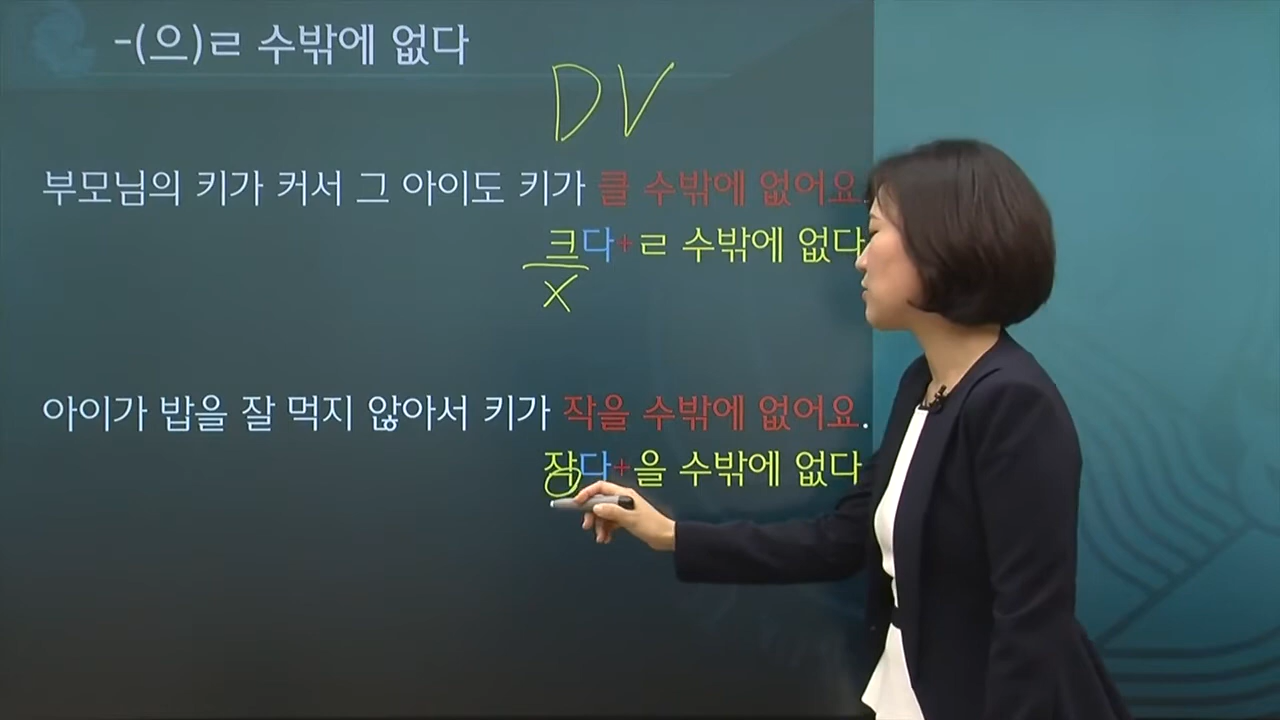 -(으)ㄹ 수밖에 없다
DV
부모님의 키가 커서 그 아이도 키가 클 수밖에 없어요.
크다+ㄹ 수밖에 없다
X
아이가 밥을 잘 먹지 않아서 키가 작을 수밖에 없어요.
작다+을 수밖에 없다